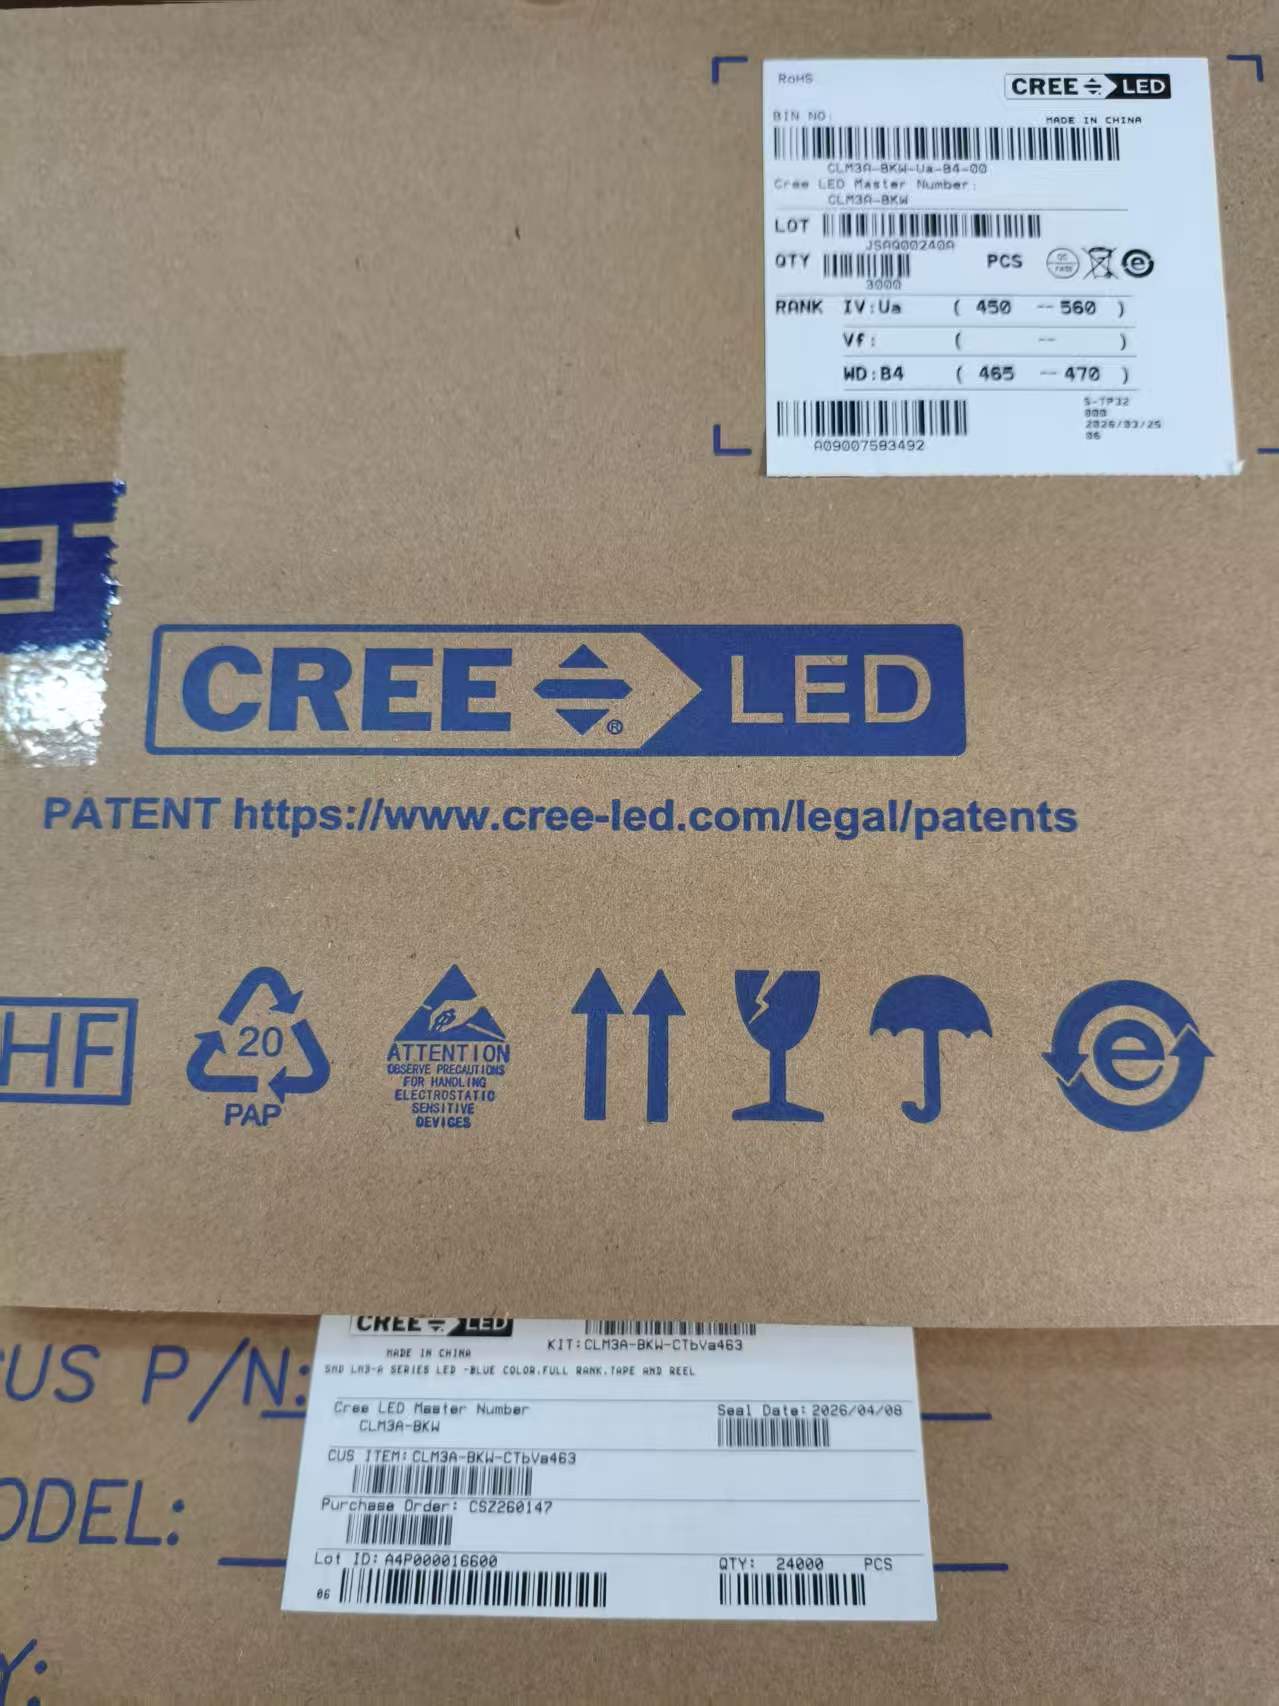 RoHS
CREE LED
BIN NO:
MADE IN CHINA
CLM3A-BKW-Ua-B4-00
Cree LED Master Number:
CLM3A-BKW
LOT
JSAQ00240A
QTY
PCS
3000
RANK IV:Ua ( 450 -- 560 )
Vf: ( -- )
WD:B4 ( 465 -- 470 )
S-TP32
000
2026/03/25
06
A09007583492
CREE ® LED
PATENT https://www.cree-led.com/legal/patents
HF
20
PAP
ATTENTION
OBSERVE PRECAUTIONS
FOR HANDLING
ELECTROSTATIC
SENSITIVE
DEVICES
e
CREE LED
MADE IN CHINA
KIT:CLM3A-BKW-CTbVa463
SMD LM3-A SERIES LED -BLUE COLOR.FULL RANK.TAPE AND REEL
Cree LED Master Number
CLM3A-BKW
Seal Date: 2026/04/08
CUS ITEM: CLM3A-BKW-CTbVa463
Purchase Order: CSZ260147
Lot ID: A4P000016600
QTY: 24000 PCS
06
CUS P/N:
ODEL:
Y: